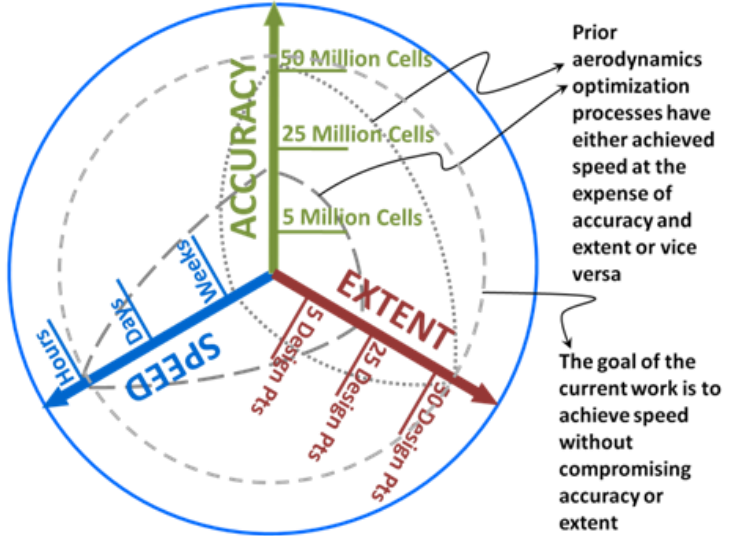 ACCURACY
50 Million Cells
25 Million Cells
5 Million Cells
SPEED
Weeks
Days
Hours
EXTENT
5 Design Pts
25 Design Pts
50 Design Pts
Prior
aerodynamics
optimization
processes have
either achieved
speed at the
expense of
accuracy and
extent or vice
versa
The goal of the
current work is to
achieve speed
without
compromising
accuracy or
extent